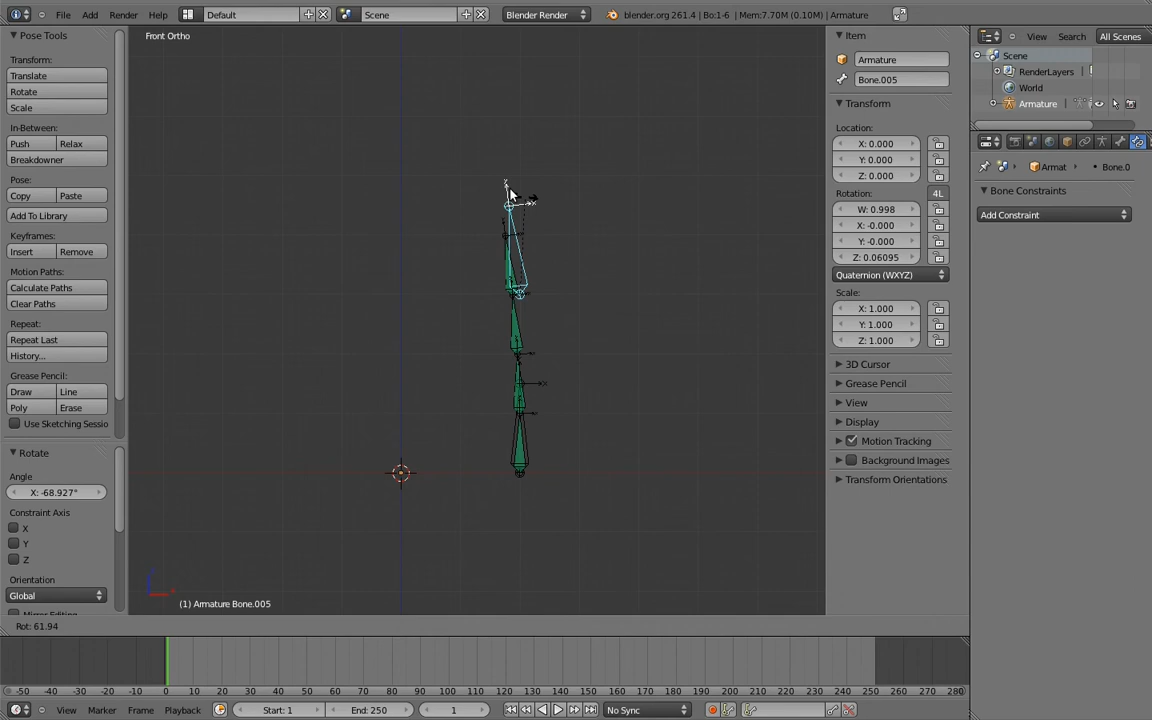 File Add Render Help Default Scene Blender Render blender.org 261.4 | Bo:1-6 | Mem:7.70M (0.10M) | Armature
Pose Tools
Transform:
Translate
Rotate
Scale
In-Between:
Push Relax
Breakdowner
Pose:
Copy Paste
Add To Library
Keyframes:
Insert Remove
Motion Paths:
Calculate Paths
Clear Paths
Repeat:
Repeat Last
History...
Grease Pencil:
Draw Line
Poly Erase
Use Sketching Sessio
Rotate
Angle
X: -68.927°
Constraint Axis
X
Y
Z
Orientation
Global
Front Ortho
(1) Armature Bone.005
Rot: 61.94
Item
Armature
Bone.005
Transform
Location:
X: 0.000
Y: 0.000
Z: 0.000
Rotation:
4L
W: 0.998
X: -0.000
Y: -0.000
Z: 0.06095
Quaternion (WXYZ)
Scale:
X: 1.000
Y: 1.000
Z: 1.000
3D Cursor
Grease Pencil
View
Display
Motion Tracking
Background Images
Transform Orientations
View Search All Scenes
Scene
RenderLayers
World
Armature
Armat Bone.0
Bone Constraints
Add Constraint
-50 -40 -30 -20 -10 0 10 20 30 40 50 60 70 80 90 100 110 120 130 140 150 160 170 180 190 200 210 220 230 240 250 260 270 280
View Marker Frame Playback Start: 1 End: 250 1 No Sync